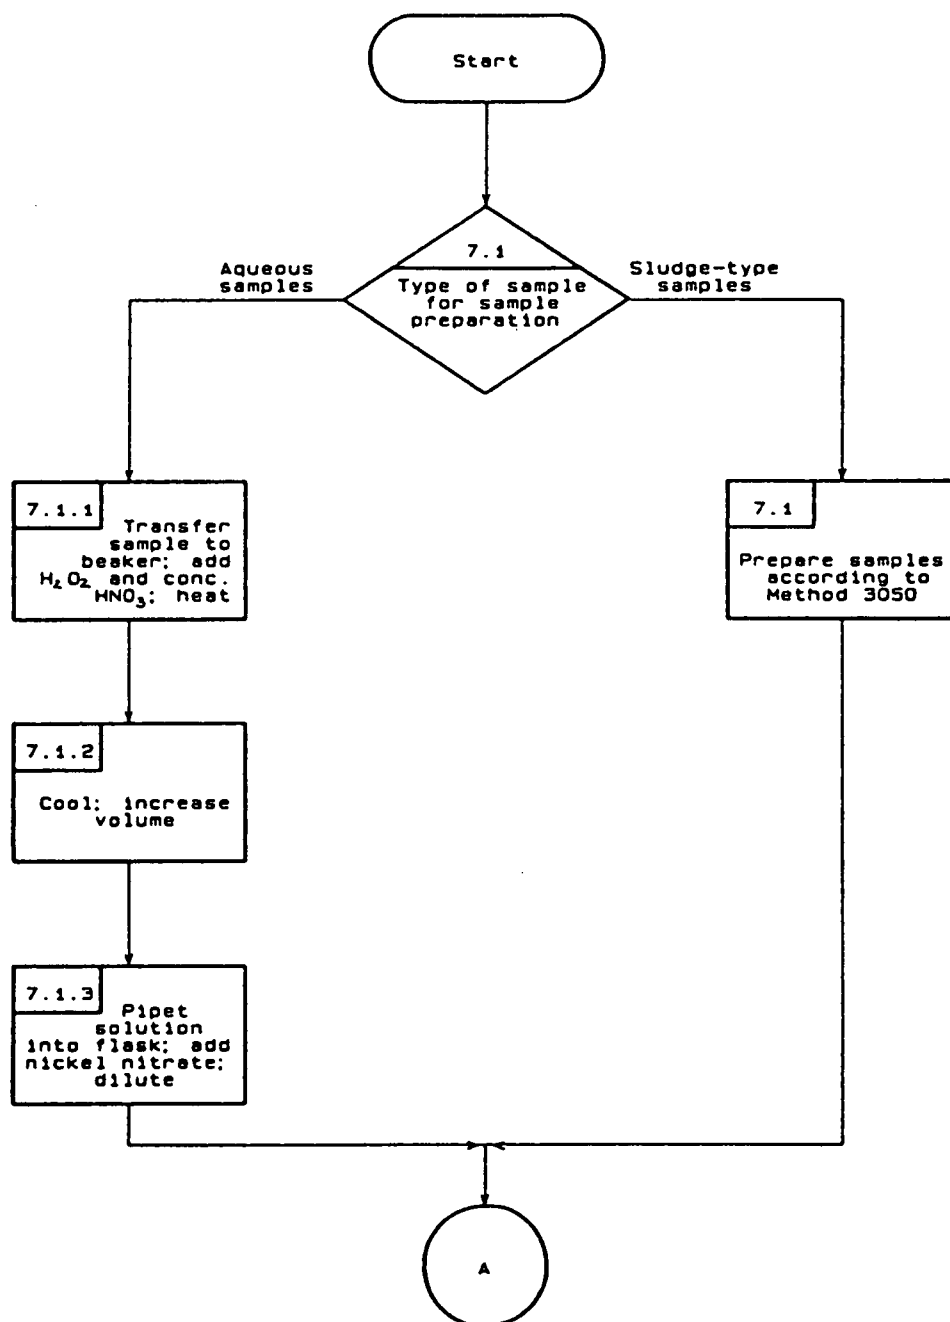 Start
7.1
Type of sample
for sample
preparation
Aqueous
samples
Sludge-type
samples
7.1.1
Transfer
sample to
beaker; add
H₂O₂ and conc.
HNO₃; heat
7.1
Prepare samples
according to
Method 3050
7.1.2
Cool; increase
volume
7.1.3
Pipet
solution
into flask; add
nickel nitrate;
dilute
A